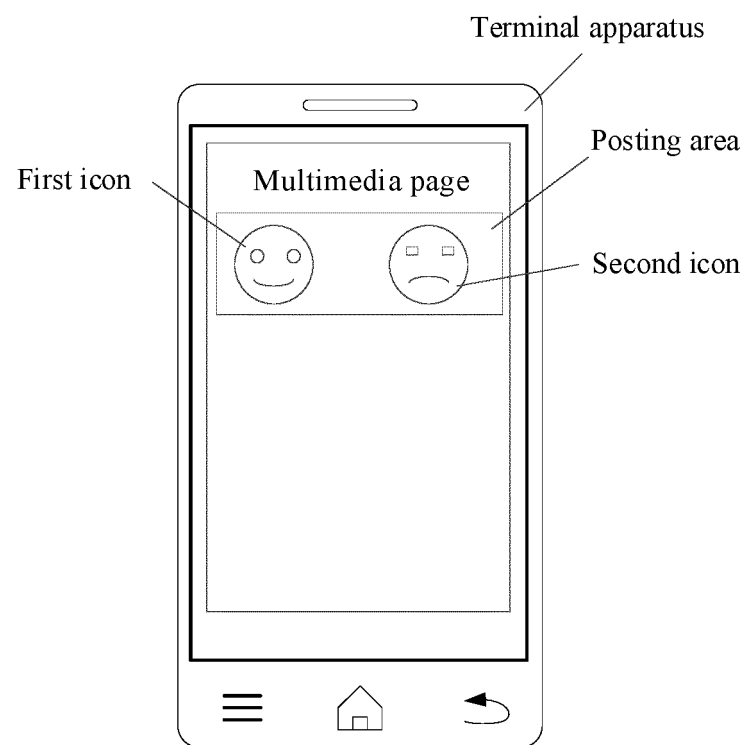 Terminal apparatus
Posting area
First icon
Multimedia page
Second icon